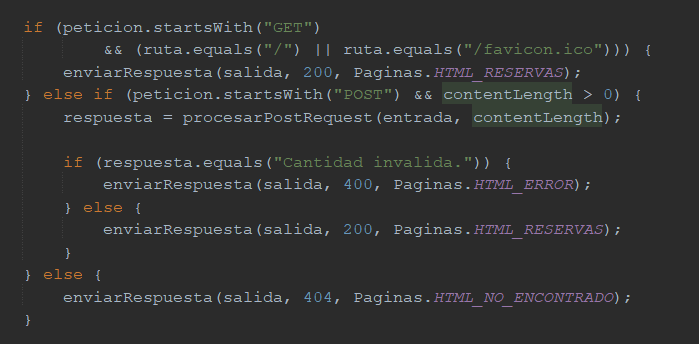 if (peticion.startsWith("GET")
&& (ruta.equals("/") || ruta.equals("/favicon.ico"))) {
enviarRespuesta(salida, 200, Paginas.HTML_RESERVAS);
} else if (peticion.startsWith("POST") && contentLength > 0) {
respuesta = procesarPostRequest(entrada, contentLength);
if (respuesta.equals("Cantidad invalida.")) {
enviarRespuesta(salida, 400, Paginas.HTML_ERROR);
} else {
enviarRespuesta(salida, 200, Paginas.HTML_RESERVAS);
}
} else {
enviarRespuesta(salida, 404, Paginas.HTML_NO_ENCONTRADO);
}